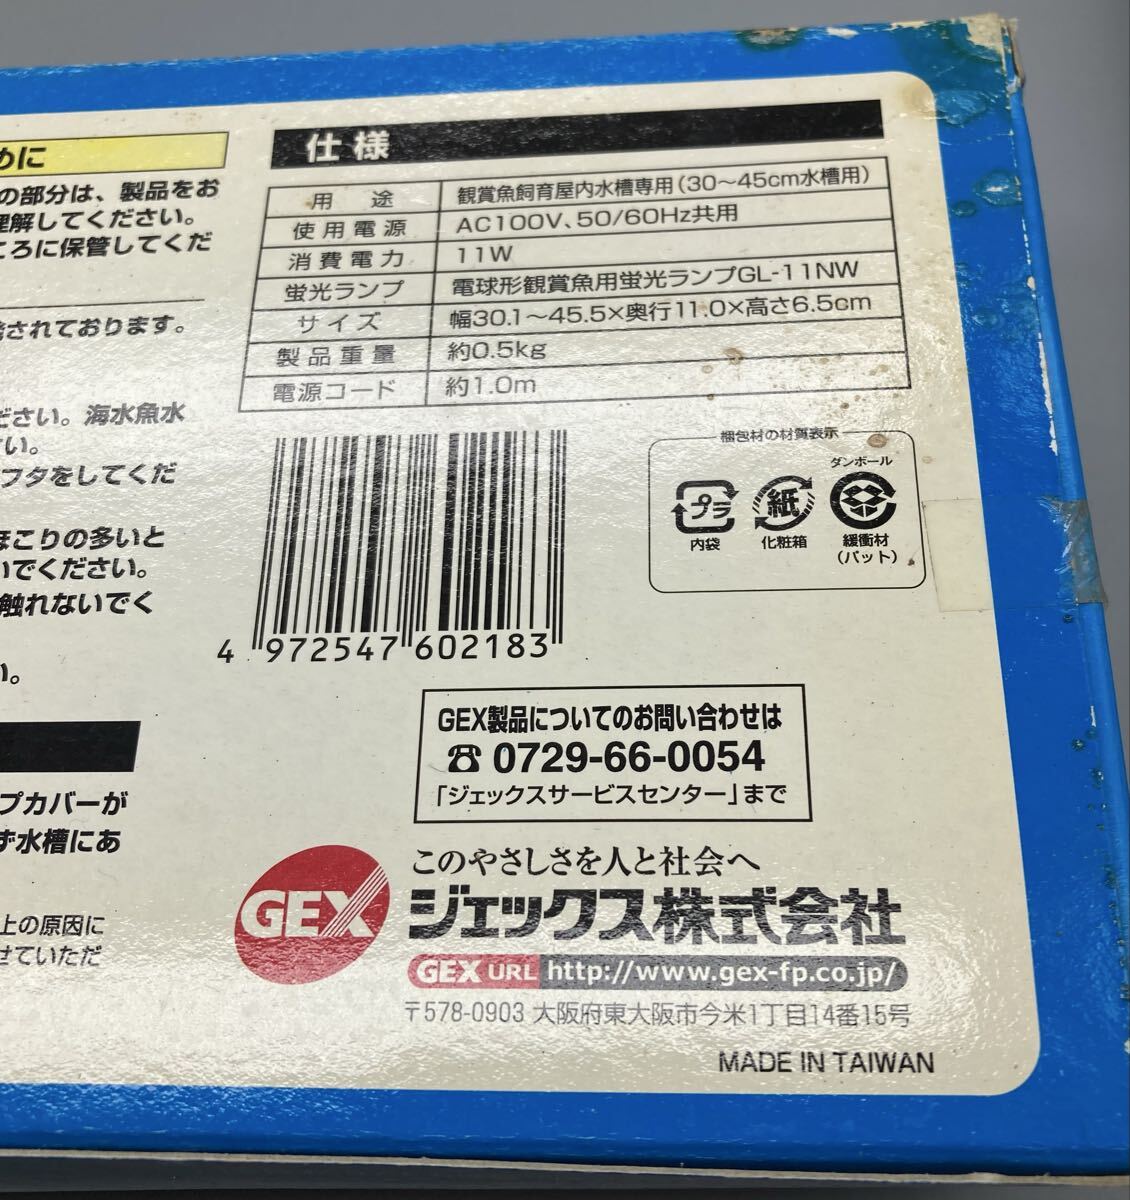 めに
の部分は、製品をお
理解してください。
ころに保管してくだ
されております。
ださい。海水魚水
い。
フタをしてくだ
ほこりの多いと
いでください。
触れないでく
い。
プカバーが
ず水槽にあ
上の原因に
せていただ
仕様
用途 観賞魚飼育屋内水槽専用(30〜45cm水槽用)
使用電源 AC100V、50/60Hz共用
消費電力 11W
蛍光ランプ 電球形観賞魚用蛍光ランプGL-11NW
サイズ 幅30.1〜45.5×奥行11.0×高さ6.5cm
製品重量 約0.5kg
電源コード 約1.0m
4 972547 602183
梱包材の材質表示
ダンボール
プラ 紙
内袋 化粧箱 緩衝材
(パット)
GEX製品についてのお問い合わせは
☎ 0729-66-0054
「ジェックスサービスセンター」まで
GEX
このやさしさを人と社会へ
ジェックス株式会社
GEX URL http://www.gex-fp.co.jp/
〒578-0903 大阪府東大阪市今米1丁目14番15号
MADE IN TAIWAN